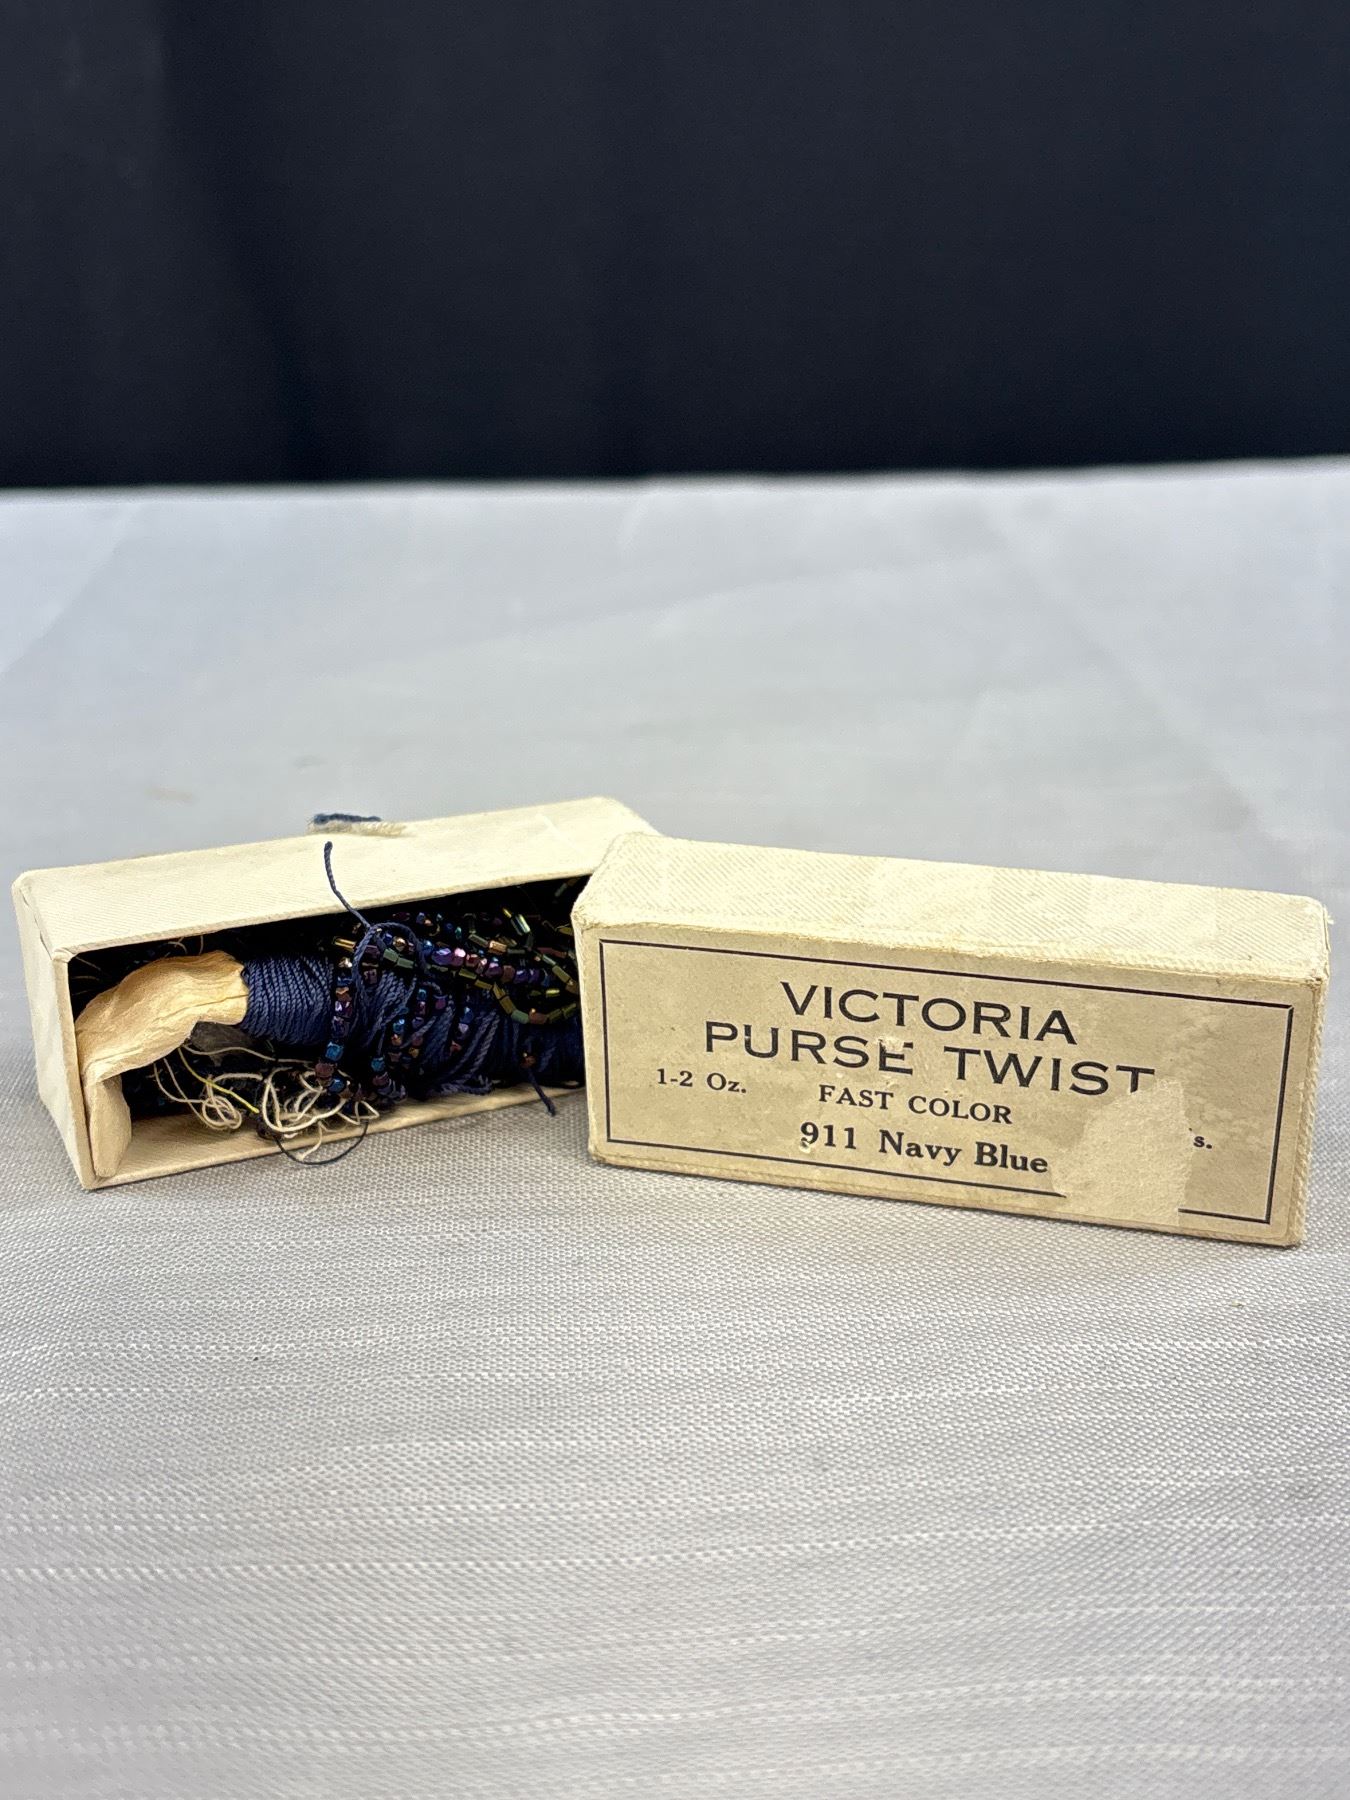 VICTORIA
PURSE TWIST
1-2 Oz. FAST COLOR
911 Navy Blue